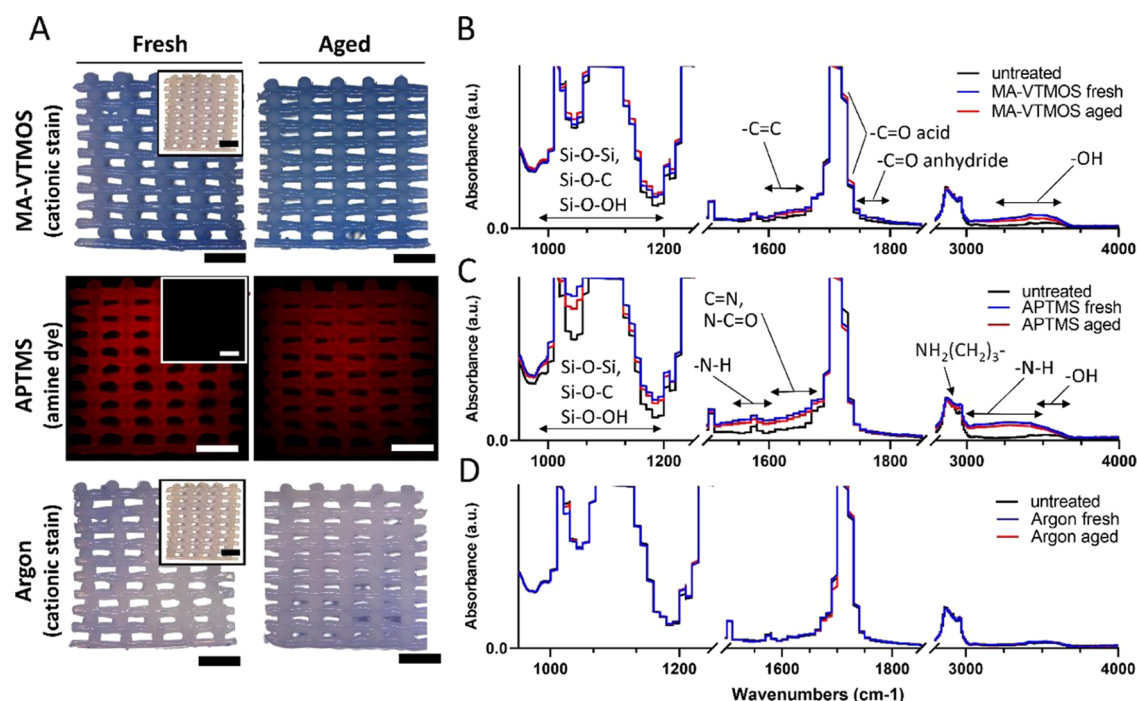 A
Fresh
Aged
MA-VTMOS
(cationic stain)
APTMS
(amine dye)
Argon
(cationic stain)
B
Absorbance (a.u.)
0.0
untreated
MA-VTMOS fresh
MA-VTMOS aged
Si-O-Si,
Si-O-C
Si-O-OH
-C=C
-C=O acid
-C=O anhydride
-OH
1000
1200
1600
1800
3000
4000
C
Absorbance (a.u.)
0.0
untreated
APTMS fresh
APTMS aged
Si-O-Si,
Si-O-C
Si-O-OH
-N-H
C=N,
N-C=O
NH2(CH2)3-
-N-H
-OH
1000
1200
1600
1800
3000
4000
D
Absorbance (a.u.)
0.0
untreated
Argon fresh
Argon aged
1000
1200
1600
1800
3000
4000
Wavenumbers (cm-1)